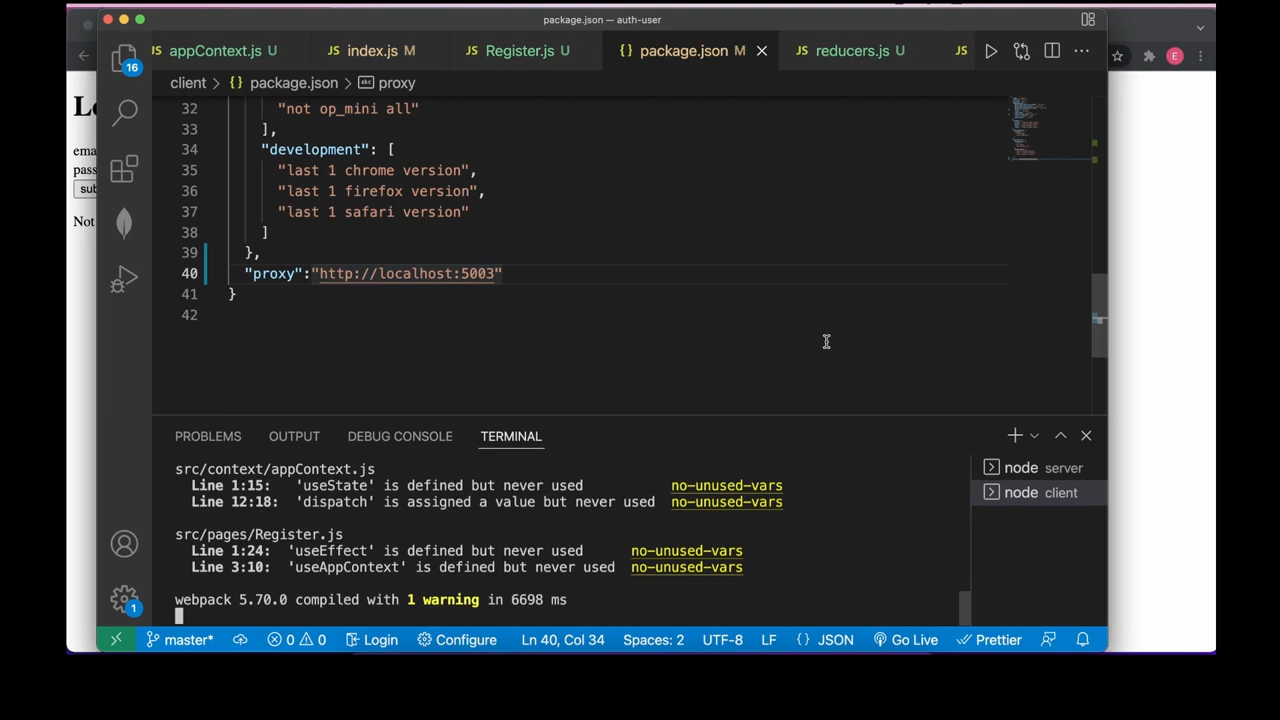 package.json — auth-user
JS appContext.js U
JS index.js M
JS Register.js U
{} package.json M
JS reducers.js U
JS
client > {} package.json > abc proxy
32 "not op_mini all"
33 ],
34 "development": [
35 "last 1 chrome version",
36 "last 1 firefox version",
37 "last 1 safari version"
38 ]
39 },
40 "proxy":"http://localhost:5003"
41 }
42
16
E
ema
pass
sub
Not
PROBLEMS OUTPUT DEBUG CONSOLE TERMINAL
src/context/appContext.js
Line 1:15: 'useState' is defined but never used no-unused-vars
Line 12:18: 'dispatch' is assigned a value but never used no-unused-vars
src/pages/Register.js
Line 1:24: 'useEffect' is defined but never used no-unused-vars
Line 3:10: 'useAppContext' is defined but never used no-unused-vars
webpack 5.70.0 compiled with 1 warning in 6698 ms
node server
node client
1
master* 0 0 Login Configure Ln 40, Col 34 Spaces: 2 UTF-8 LF {} JSON Go Live Prettier